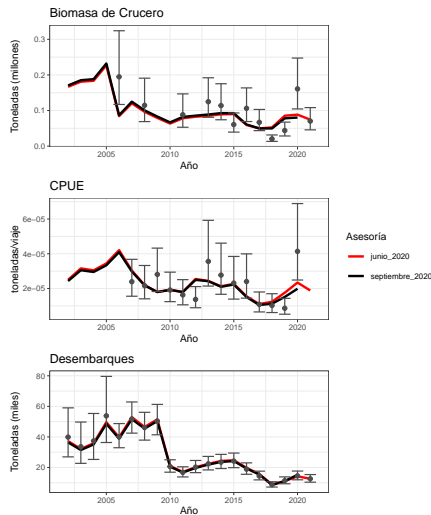 Biomasa de Crucero
Toneladas (millones)
0.3
0.2
0.1
0.0
2005
2010
2015
2020
Año
CPUE
toneladas/viaje
6e−05
4e−05
2e−05
2005
2010
2015
2020
Año
Asesoría
junio_2020
septiembre_2020
Desembarques
Toneladas (miles)
80
60
40
20
2005
2010
2015
2020
Año